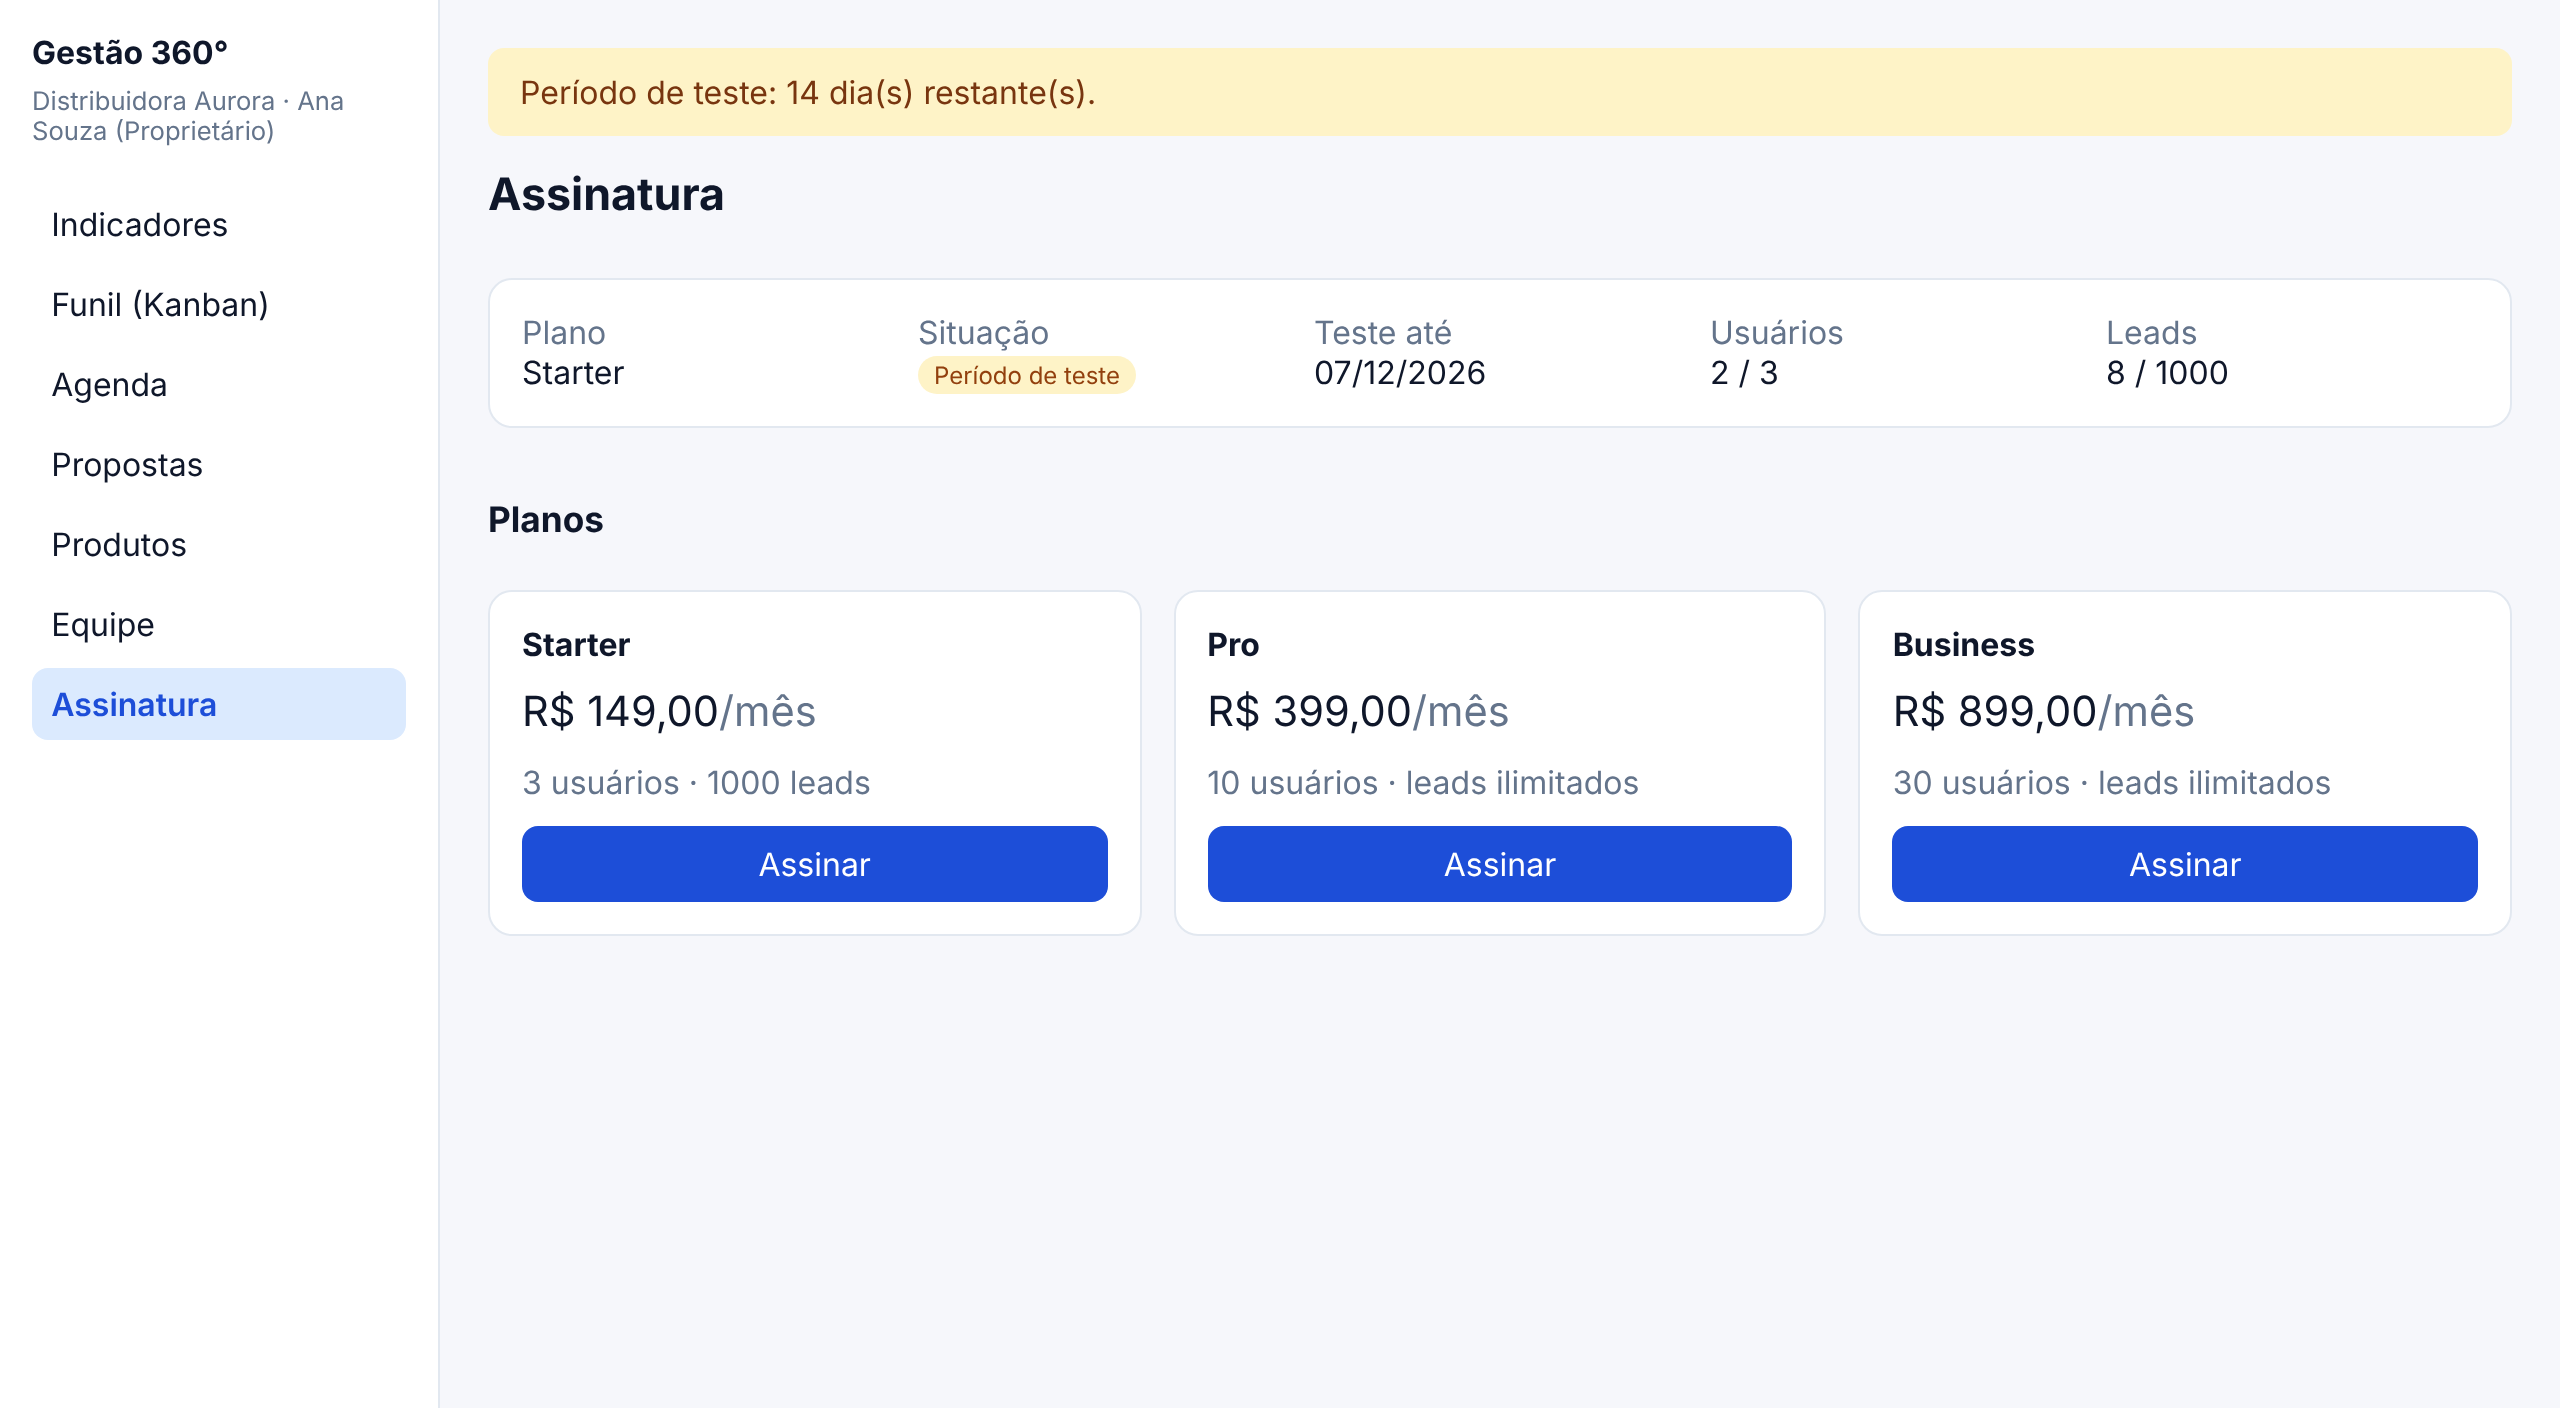 Gestão 360°
Distribuidora Aurora · Ana
Souza (Proprietário)
Indicadores
Funil (Kanban)
Agenda
Propostas
Produtos
Equipe
Assinatura
Período de teste: 14 dia(s) restante(s).
Assinatura
Plano
Starter
Situação
Período de teste
Teste até
07/12/2026
Usuários
2 / 3
Leads
8 / 1000
Planos
Starter
R$ 149,00/mês
3 usuários · 1000 leads
Assinar
Pro
R$ 399,00/mês
10 usuários · leads ilimitados
Assinar
Business
R$ 899,00/mês
30 usuários · leads ilimitados
Assinar